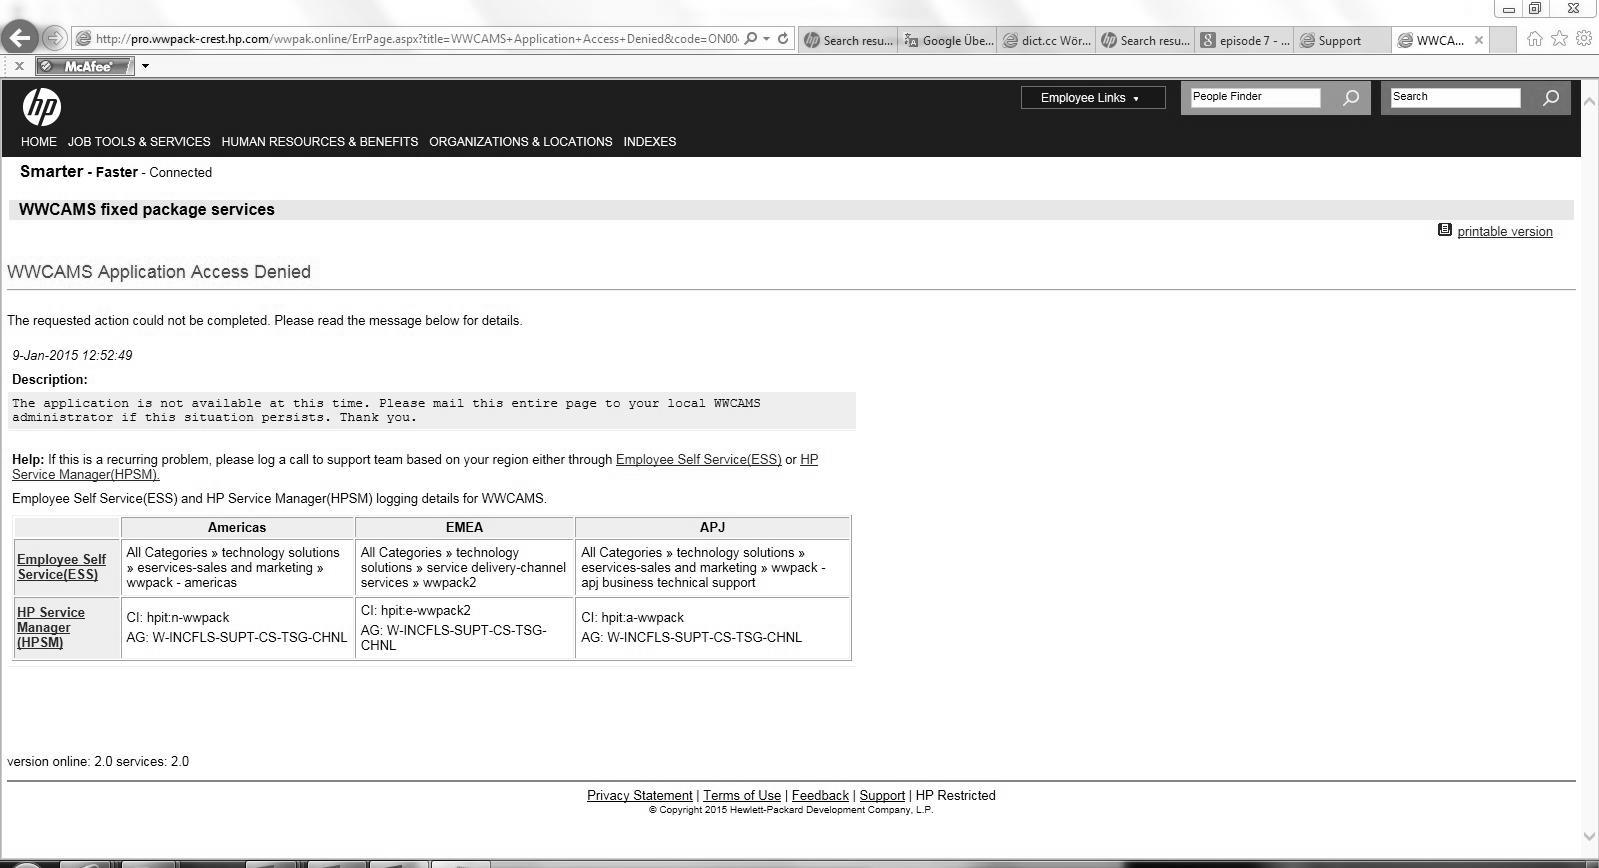 http://pro.wwpack-crest.hp.com/wwpak.online/ErrPage.aspx?title=WWCAMS+Application+Access+Denied&code=ON00
Search resu...
Google Übe...
dict.cc Wör...
Search resu...
episode 7 - ...
Support
WWCA...
x McAfee
hp
Employee Links
People Finder
Search
HOME JOB TOOLS & SERVICES HUMAN RESOURCES & BENEFITS ORGANIZATIONS & LOCATIONS INDEXES
Smarter - Faster - Connected
WWCAMS fixed package services
printable version
WWCAMS Application Access Denied
The requested action could not be completed. Please read the message below for details.
9-Jan-2015 12:52:49
Description:
The application is not available at this time. Please mail this entire page to your local WWCAMS
administrator if this situation persists. Thank you.
Help: If this is a recurring problem, please log a call to support team based on your region either through Employee Self Service(ESS) or HP
Service Manager(HPSM).
Employee Self Service(ESS) and HP Service Manager(HPSM) logging details for WWCAMS.
Americas EMEA APJ
Employee Self
Service(ESS)
All Categories » technology solutions
» eservices-sales and marketing »
wwpack - americas
All Categories » technology
solutions » service delivery-channel
services » wwpack2
All Categories » technology solutions »
eservices-sales and marketing » wwpack -
apj business technical support
HP Service
Manager
(HPSM)
CI: hpit:n-wwpack
AG: W-INCFLS-SUPT-CS-TSG-CHNL
CI: hpit:e-wwpack2
AG: W-INCFLS-SUPT-CS-TSG-
CHNL
CI: hpit:a-wwpack
AG: W-INCFLS-SUPT-CS-TSG-CHNL
version online: 2.0 services: 2.0
Privacy Statement | Terms of Use | Feedback | Support | HP Restricted
© Copyright 2015 Hewlett-Packard Development Company, L.P.